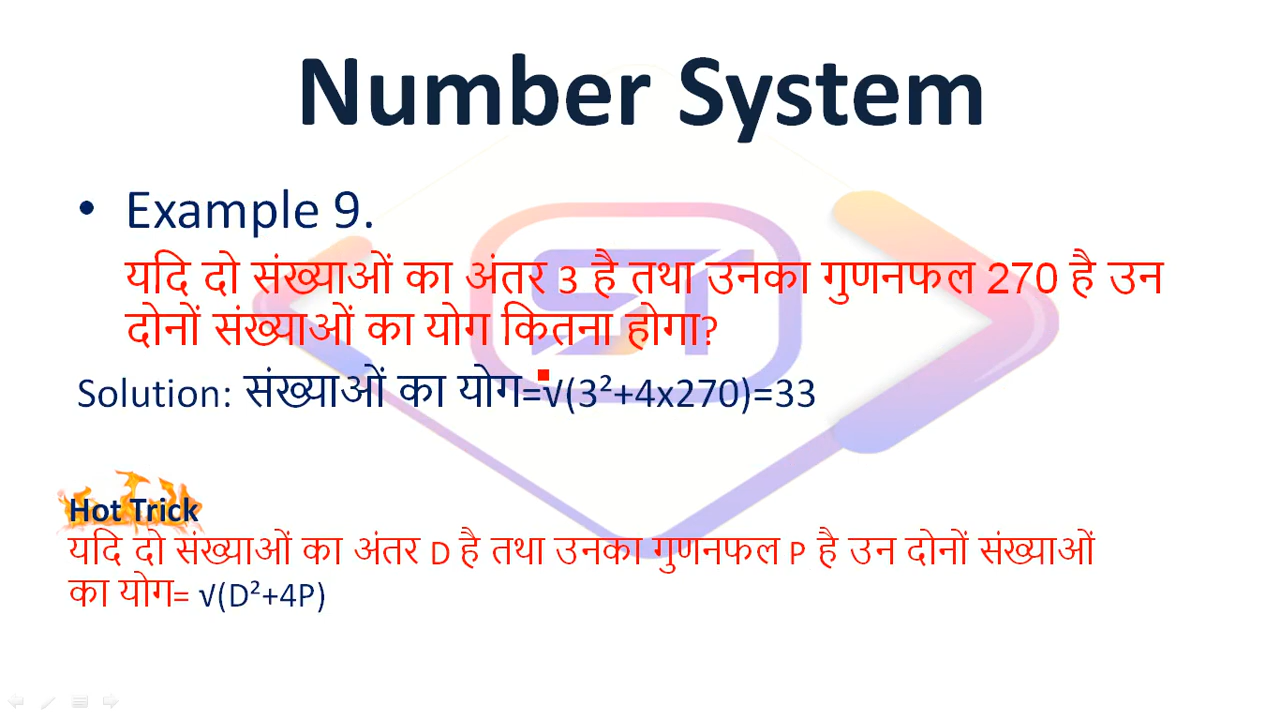 Number System
• Example 9.
यदि दो संख्याओं का अंतर 3 है तथा उनका गुणनफल 270 है उन
दोनों संख्याओं का योग कितना होगा?
Solution: संख्याओं का योग=√(3²+4x270)=33
Hot Trick
यदि दो संख्याओं का अंतर D है तथा उनका गुणनफल P है उन दोनों संख्याओं
का योग= √(D²+4P)